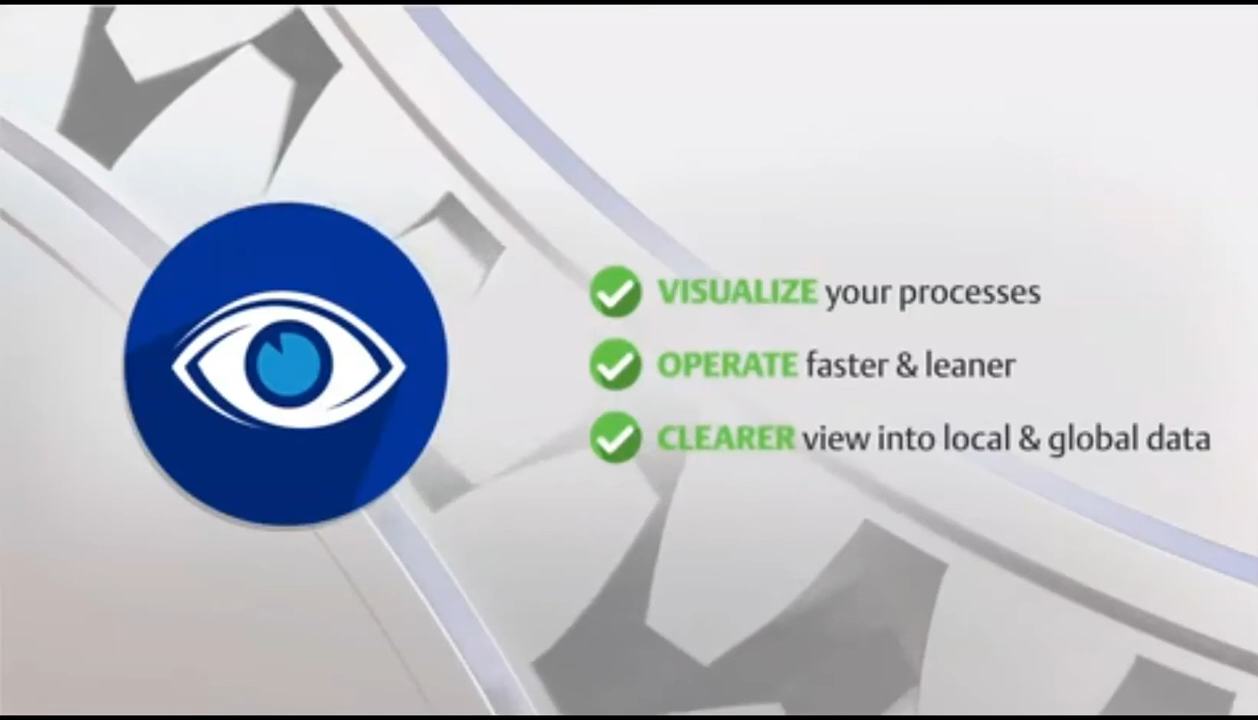 VISUALIZE your processes
OPERATE faster & leaner
CLEARER view into local & global data